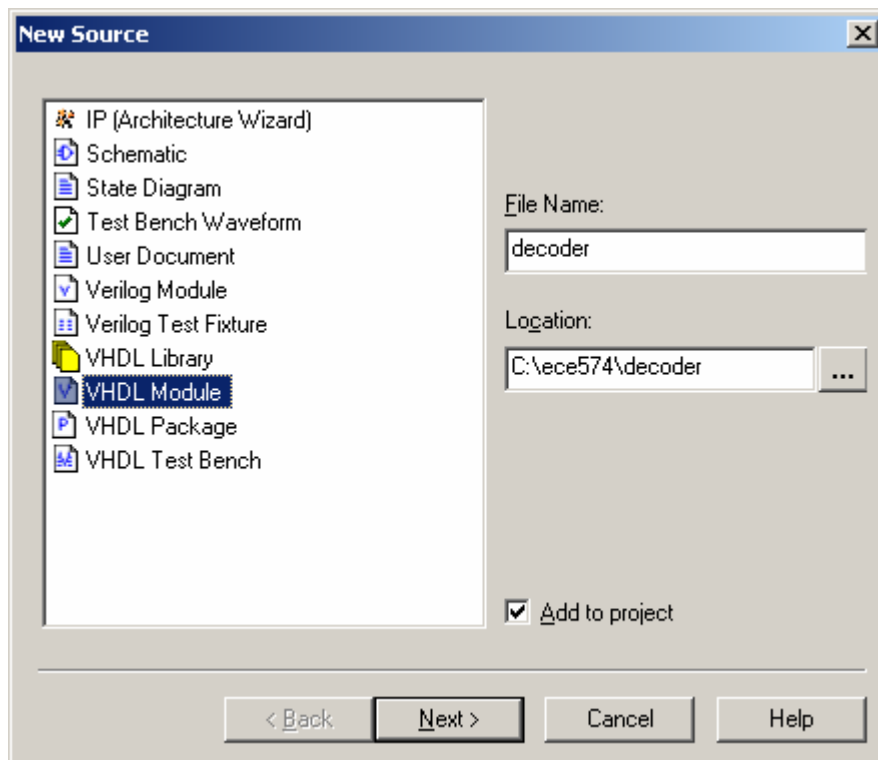 New Source
IP (Architecture Wizard)
Schematic
State Diagram
Test Bench Waveform
User Document
Verilog Module
Verilog Test Fixture
VHDL Library
VHDL Module
VHDL Package
VHDL Test Bench
File Name:
decoder
Location:
C:\ece574\decoder
...
Add to project
< Back
Next >
Cancel
Help